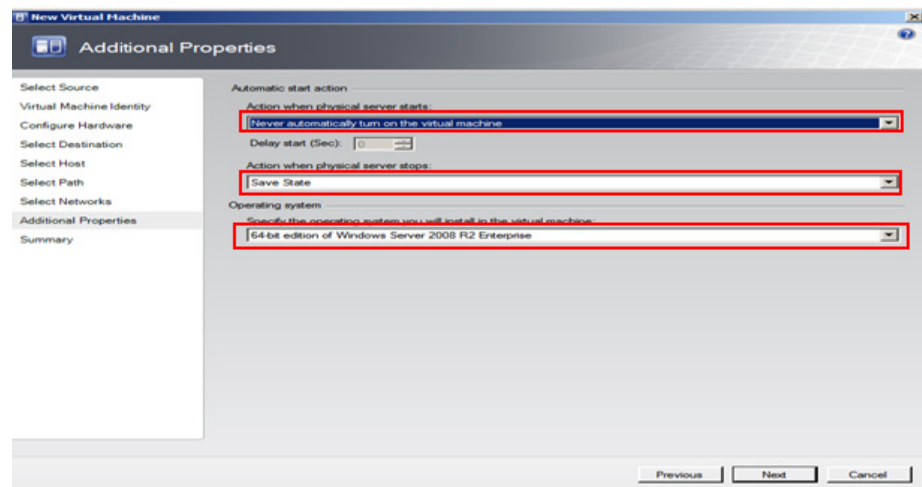 New Virtual Machine
Additional Properties
Select Source
Virtual Machine Identity
Configure Hardware
Select Destination
Select Host
Select Path
Select Networks
Additional Properties
Summary
Automatic start action
Action when physical server starts:
Never automatically turn on the virtual machine
Delay start (Sec): 0
Action when physical server stops:
Save State
Operating system
Specify the operating system you will install in the virtual machine:
64-bit edition of Windows Server 2008 R2 Enterprise
Previous Next Cancel